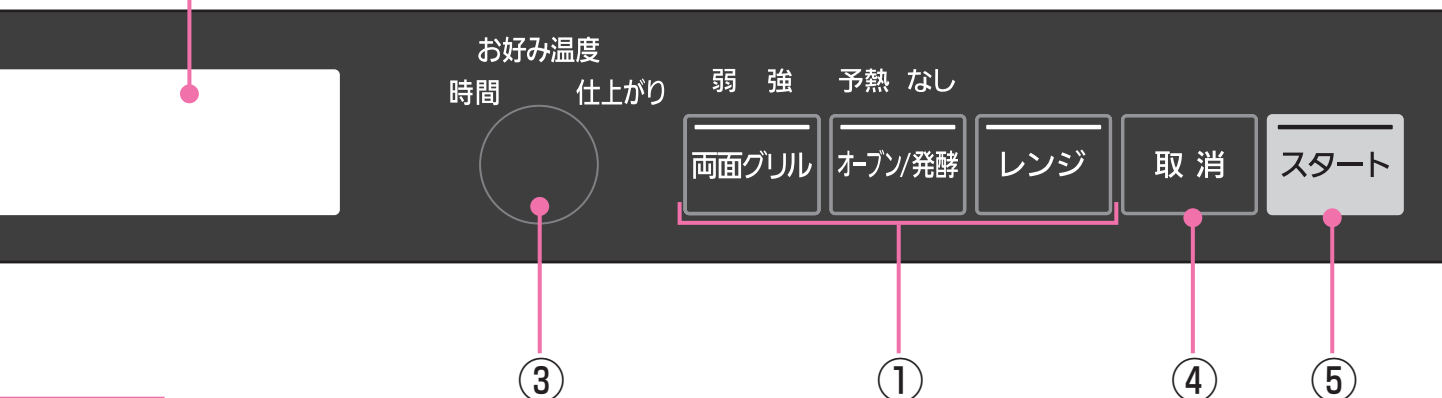 お好み温度
時間 仕上がり
弱 強 予熱 なし
両面グリル オーブン/発酵 レンジ 取消 スタート
③ ① ④ ⑤